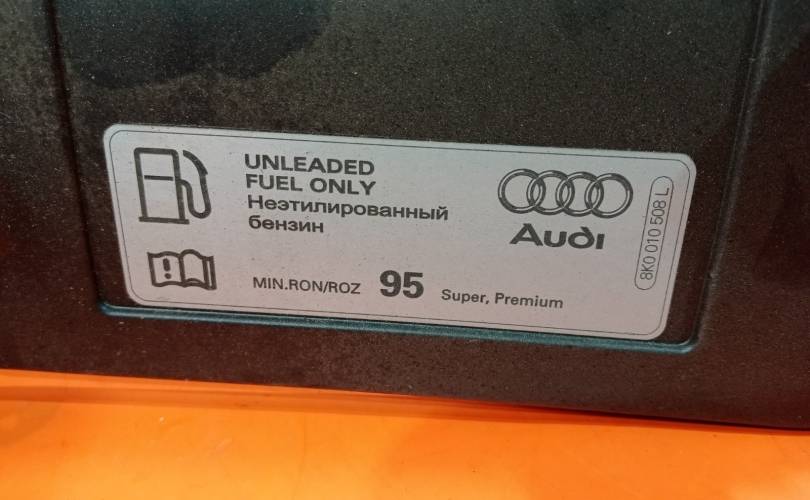 UNLEADED
FUEL ONLY
Неэтилированный
бензин
MIN.RON/ROZ 95 Super, Premium
Audi
8K0 010 508 L